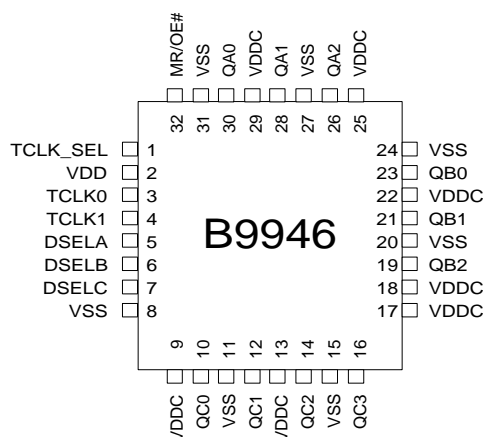 MR/OE# VSS QA0 VDDC QA1 VSS QA2 VDDC
32 31 30 29 28 27 26 25
TCLK_SEL 1
VDD 2
TCLK0 3
TCLK1 4
DSELA 5
DSELB 6
DSELC 7
VSS 8
B9946
24 VSS
23 QB0
22 VDDC
21 QB1
20 VSS
19 QB2
18 VDDC
17 VDDC
9 10 11 12 13 14 15 16
VDDC QC0 VSS QC1 VDDC QC2 VSS QC3